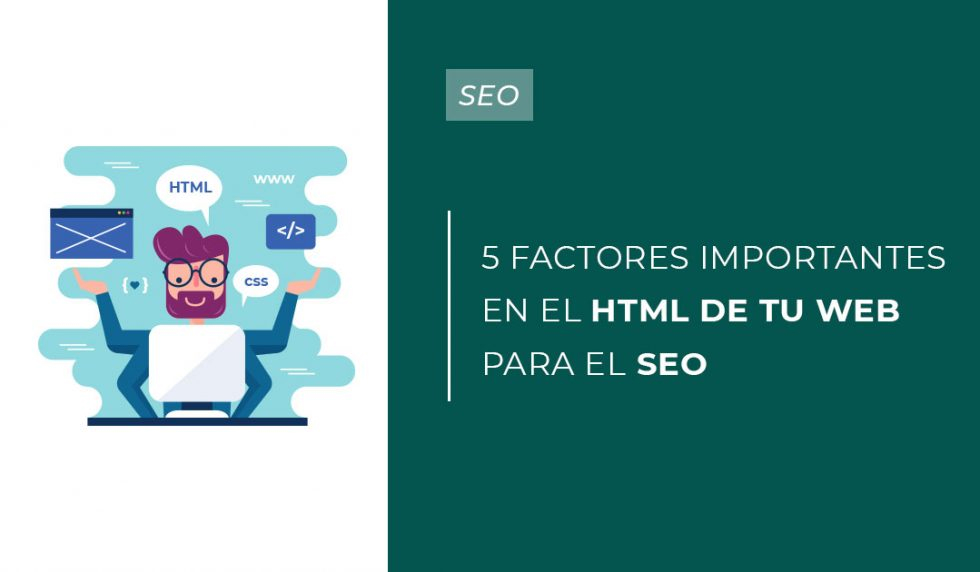 HTML
www
</>
{ }
css
SEO
5 FACTORES IMPORTANTES
EN EL HTML DE TU WEB
PARA EL SEO